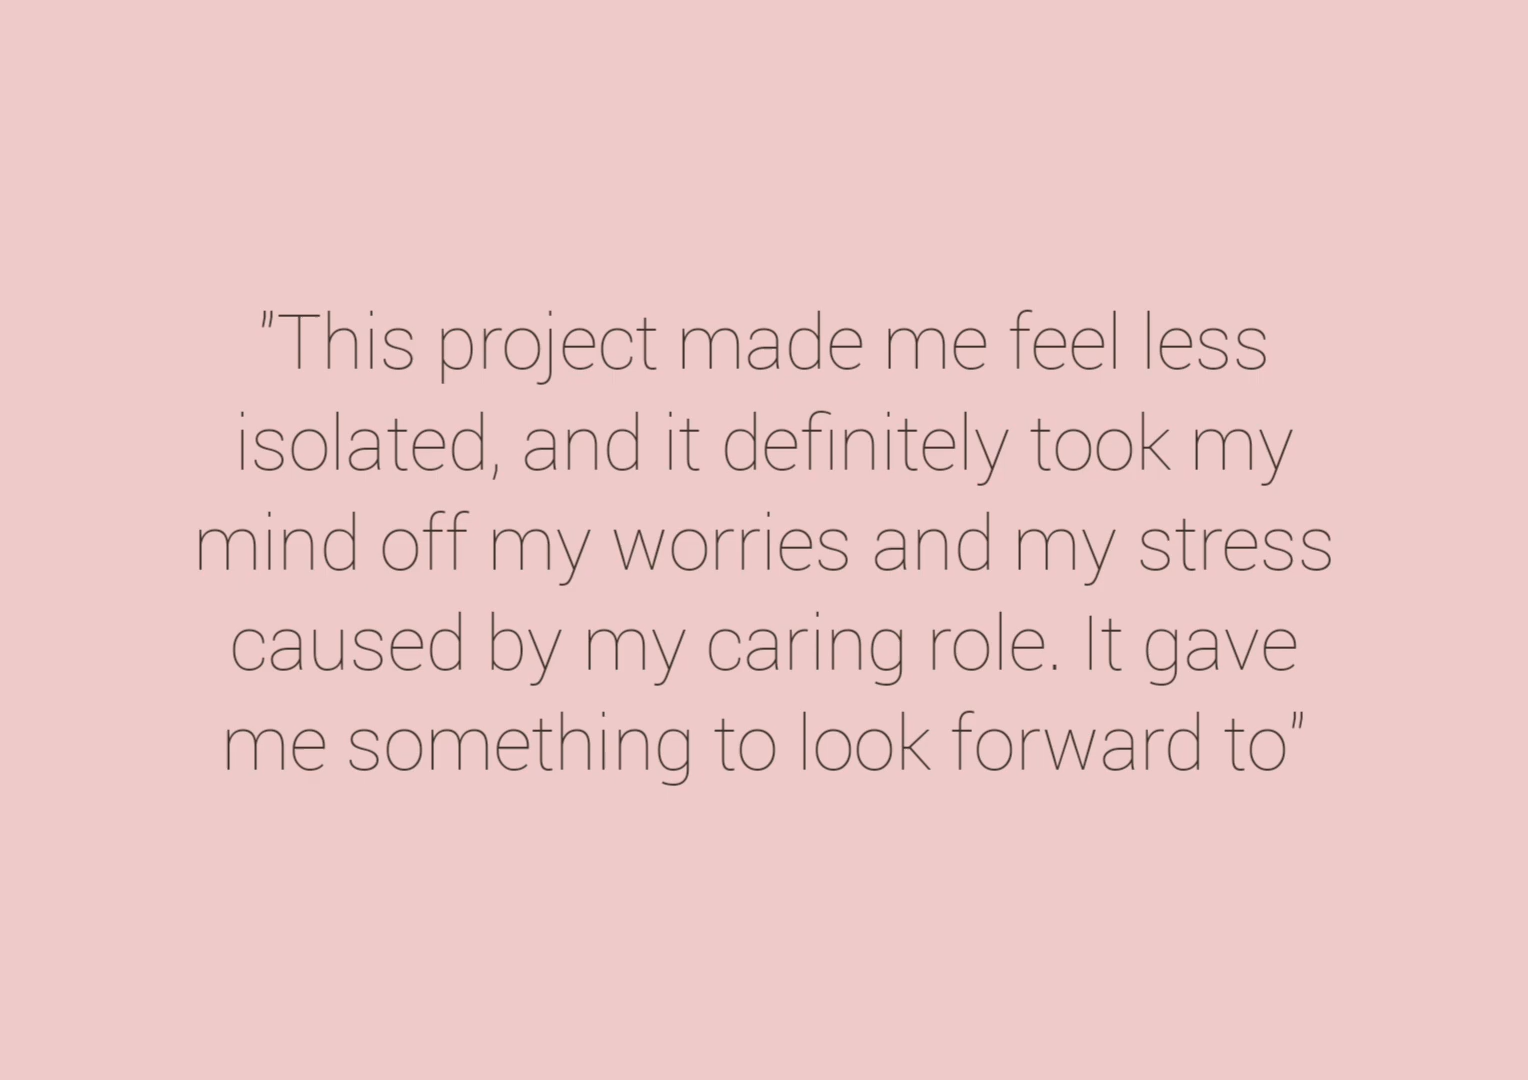 "This project made me feel less
isolated, and it definitely took my
mind off my worries and my stress
caused by my caring role. It gave
me something to look forward to"